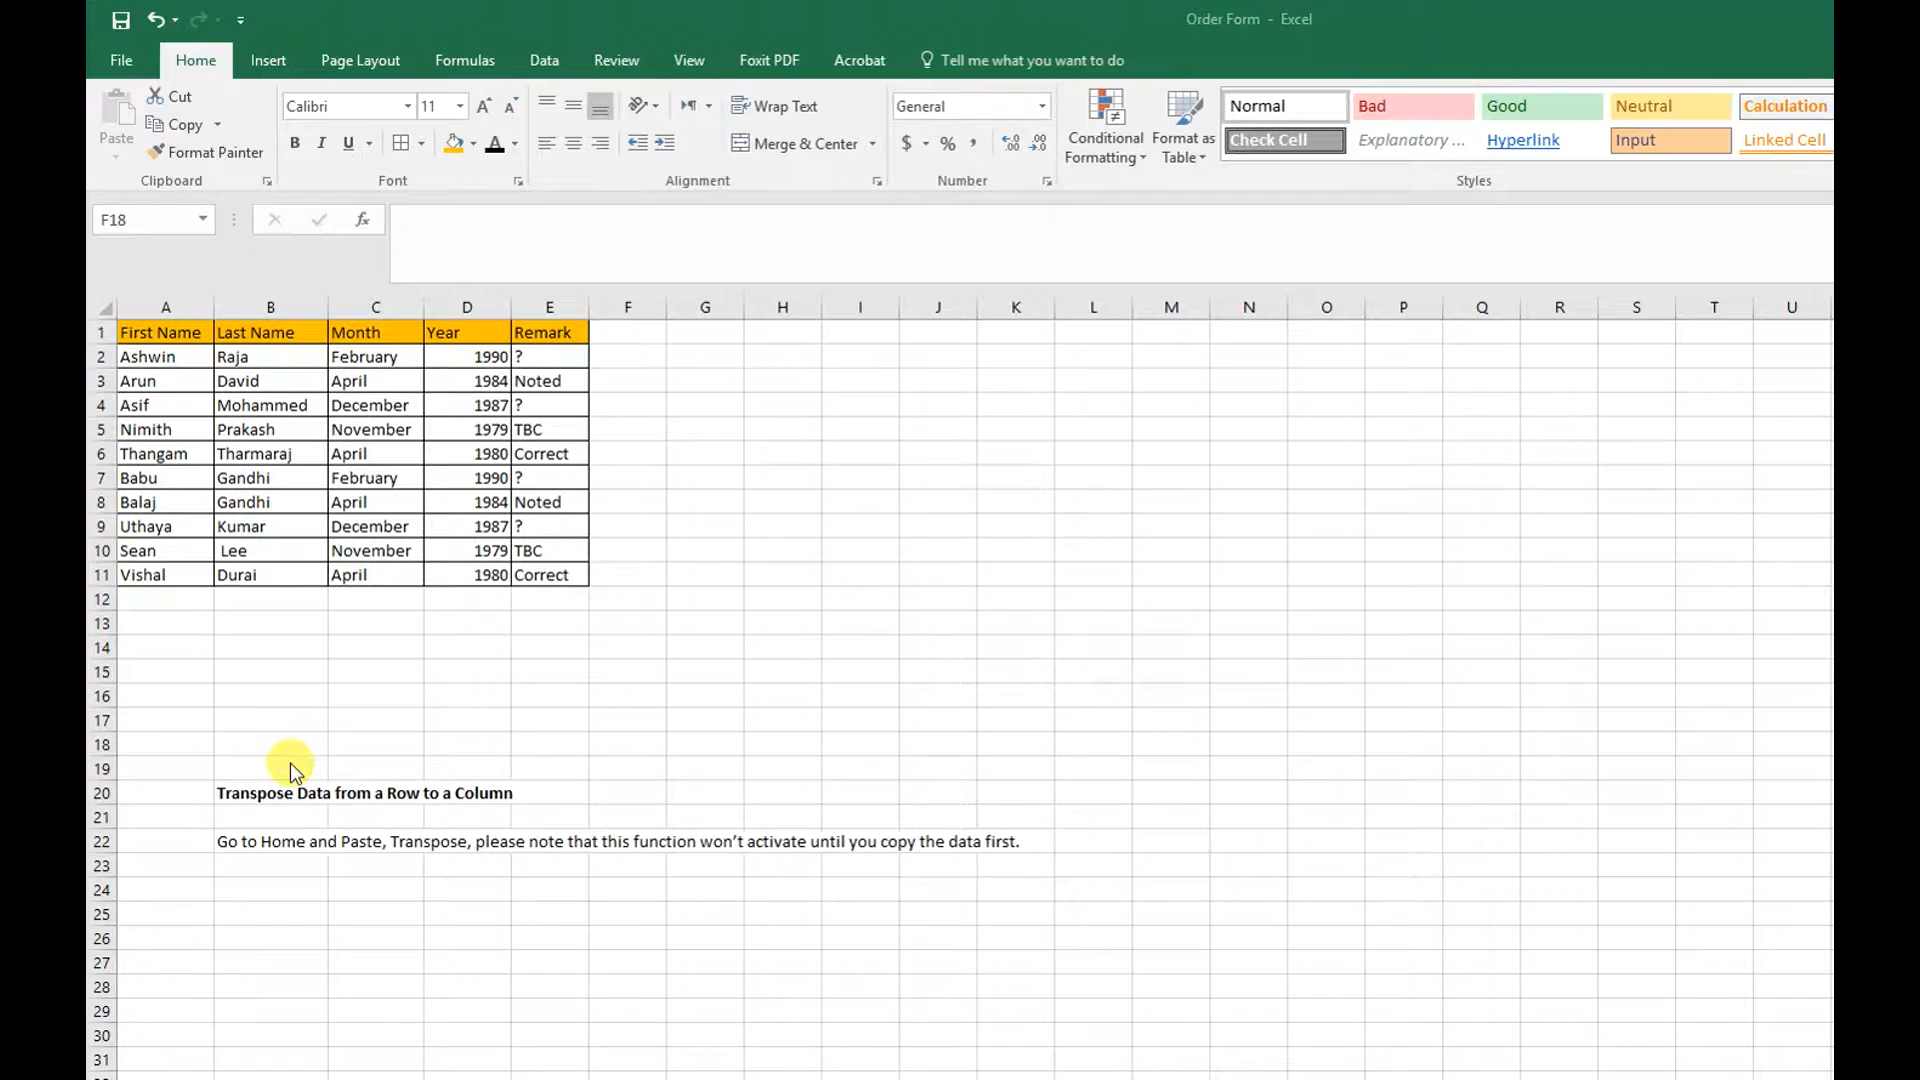 Order Form - Excel
File Home Insert Page Layout Formulas Data Review View Foxit PDF Acrobat Tell me what you want to do
Paste
Cut
Copy
Format Painter
Clipboard
Calibri 11
B I U A
Font
Wrap Text
Merge & Center
Alignment
General
$ % ,
Number
Conditional Formatting
Format as Table
Normal Bad Good Neutral Calculation
Check Cell Explanatory ... Hyperlink Input Linked Cell
Styles
F18 fx
A B C D E F G H I J K L M N O P Q R S T U
1 First Name Last Name Month Year Remark
2 Ashwin Raja February 1990 ?
3 Arun David April 1984 Noted
4 Asif Mohammed December 1987 ?
5 Nimith Prakash November 1979 TBC
6 Thangam Tharmaraj April 1980 Correct
7 Babu Gandhi February 1990 ?
8 Balaj Gandhi April 1984 Noted
9 Uthaya Kumar December 1987 ?
10 Sean Lee November 1979 TBC
11 Vishal Durai April 1980 Correct
12
13
14
15
16
17
18
19
20 Transpose Data from a Row to a Column
21
22 Go to Home and Paste, Transpose, please note that this function won't activate until you copy the data first.
23
24
25
26
27
28
29
30
31